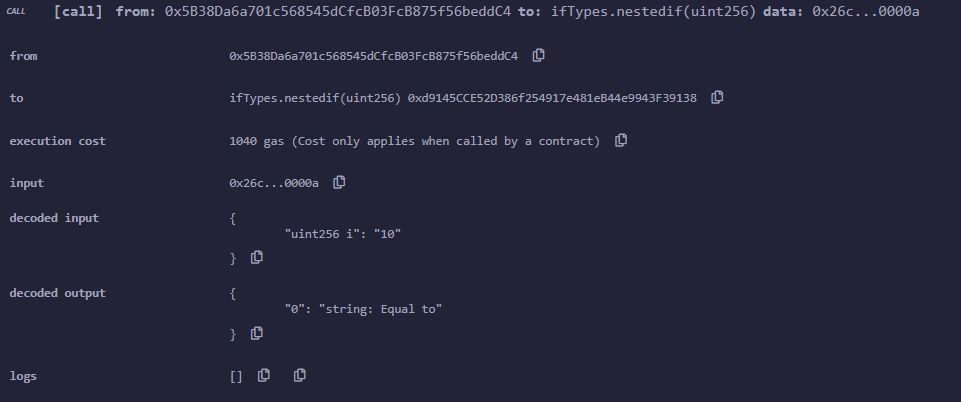 CALL [call] from: 0x5B38Da6a701c568545dCfcB03FcB875f56beddC4 to: ifTypes.nestedif(uint256) data: 0x26c...0000a
from 0x5B38Da6a701c568545dCfcB03FcB875f56beddC4
to ifTypes.nestedif(uint256) 0xd9145CCE52D386f254917e481eB44e9943F39138
execution cost 1040 gas (Cost only applies when called by a contract)
input 0x26c...0000a
decoded input {
"uint256 i": "10"
}
decoded output {
"0": "string: Equal to"
}
logs []